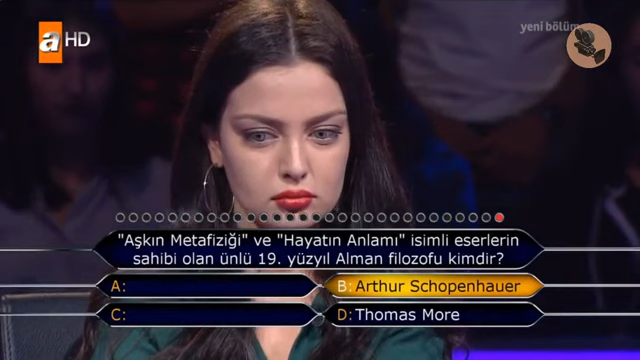 a HD
yeni bölüm
"Aşkın Metafiziği" ve "Hayatın Anlamı" isimli eserlerin
sahibi olan ünlü 19. yüzyıl Alman filozofu kimdir?
A:
B: Arthur Schopenhauer
C:
D: Thomas More